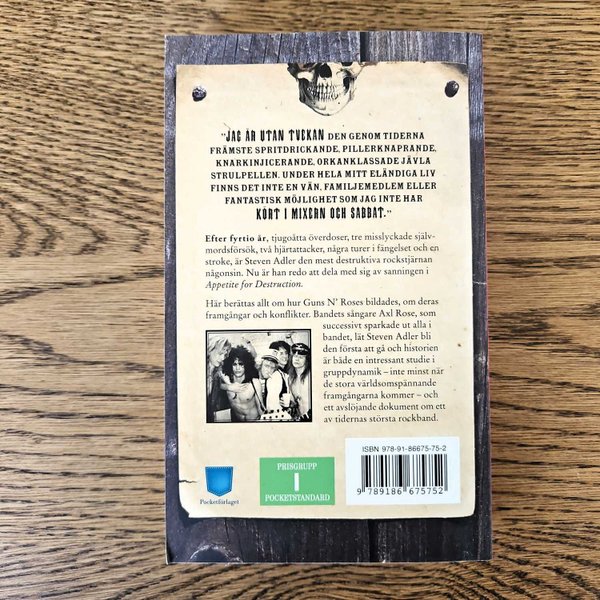 "JAG ÄR UTAN TVEKAN DEN GENOM TIDERNA
FRÄMSTE SPRITDRICKANDE, PILLERKNAPRANDE,
KNARKINJICERANDE, ORKANKLASSADE JÄVLA
STRULPELLEN. UNDER HELA MITT ELÄNDIGA LIV
FINNS DET INTE EN VÄN, FAMILJEMEDLEM ELLER
FANTASTISK MÖJLIGHET SOM JAG INTE HAR
KÖRT I MIXERN OCH SABBAT."
Efter fyrtio år, tjugoåtta överdoser, tre misslyckade själv-
mordsförsök, två hjärtattacker, några turer i fängelset och en
stroke, är Steven Adler den mest destruktiva rockstjärnan
någonsin. Nu är han redo att dela med sig av sanningen i
Appetite for Destruction.
Här berättas allt om hur Guns N' Roses bildades, om deras
framgångar och konflikter. Bandets sångare Axl Rose, som
successivt sparkade ut alla i
bandet, lät Steven Adler bli
den första att gå och historien
är både en intressant studie i
gruppdynamik – inte minst när
de stora världsomspännande
framgångarna kommer – och
ett avslöjande dokument om ett
av tidernas största rockband.
Pocketförlaget
PRISGRUPP
I
POCKETSTANDARD
ISBN 978-91-86675-75-2
9 789186 675752